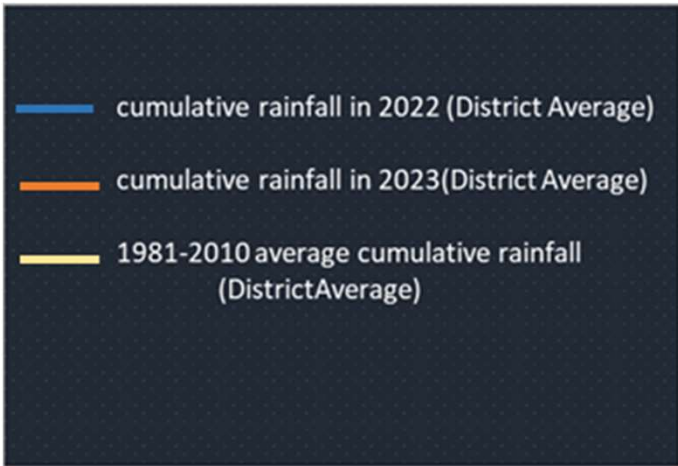 cumulative rainfall in 2022 (District Average)
cumulative rainfall in 2023(District Average)
1981-2010 average cumulative rainfall
(DistrictAverage)